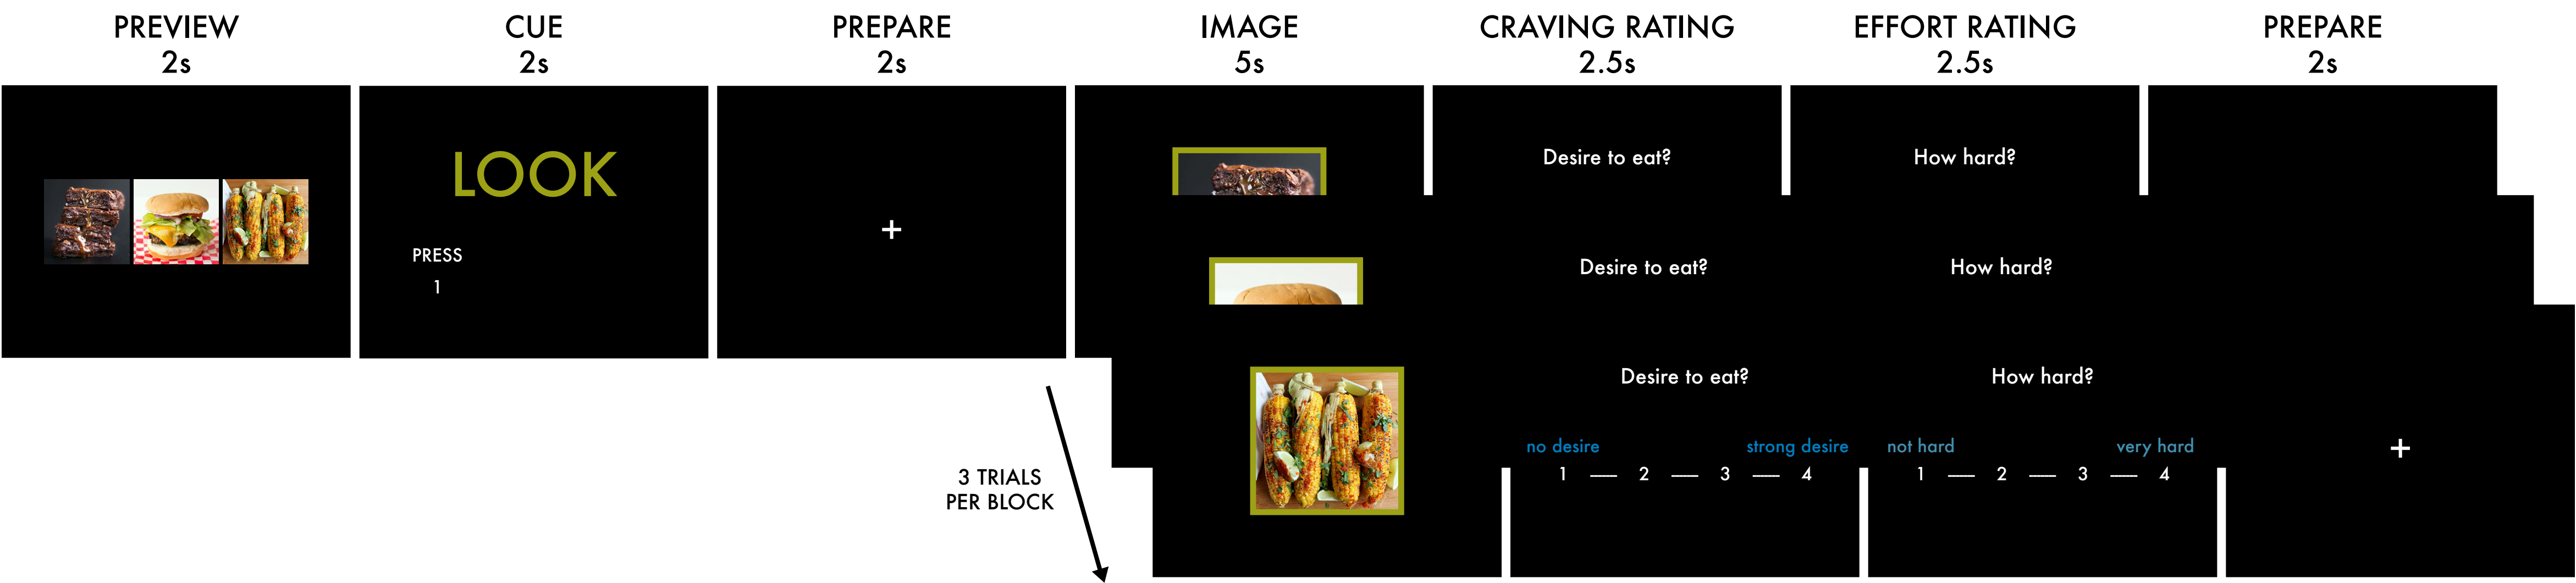 PREVIEW
2s
CUE
2s
PREPARE
2s
IMAGE
5s
CRAVING RATING
2.5s
EFFORT RATING
2.5s
PREPARE
2s
LOOK
PRESS
1
+
Desire to eat?
How hard?
Desire to eat?
How hard?
Desire to eat?
How hard?
no desire strong desire
1 — 2 — 3 — 4
not hard very hard
1 — 2 — 3 — 4
+
3 TRIALS
PER BLOCK